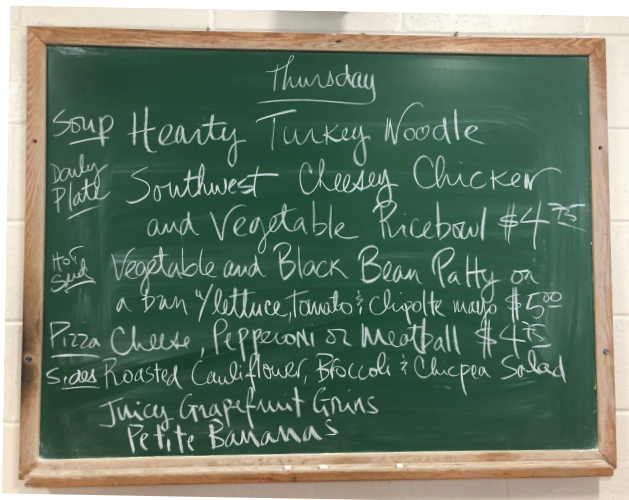 Thursday
Soup Hearty Turkey Noodle
Daily Plate Southwest Cheesey Chicken
and Vegetable Ricebowl $4.75
Hot Sand Vegetable and Black Bean Patty on
a bun w/ lettuce, tomato & Chipolte mayo $5.00
Pizza Cheese, Pepperoni or Meatball $4.75
Sides Roasted Cauliflower, Broccoli & Chicpea Salad
Juicy Grapefruit
Petite Bananas